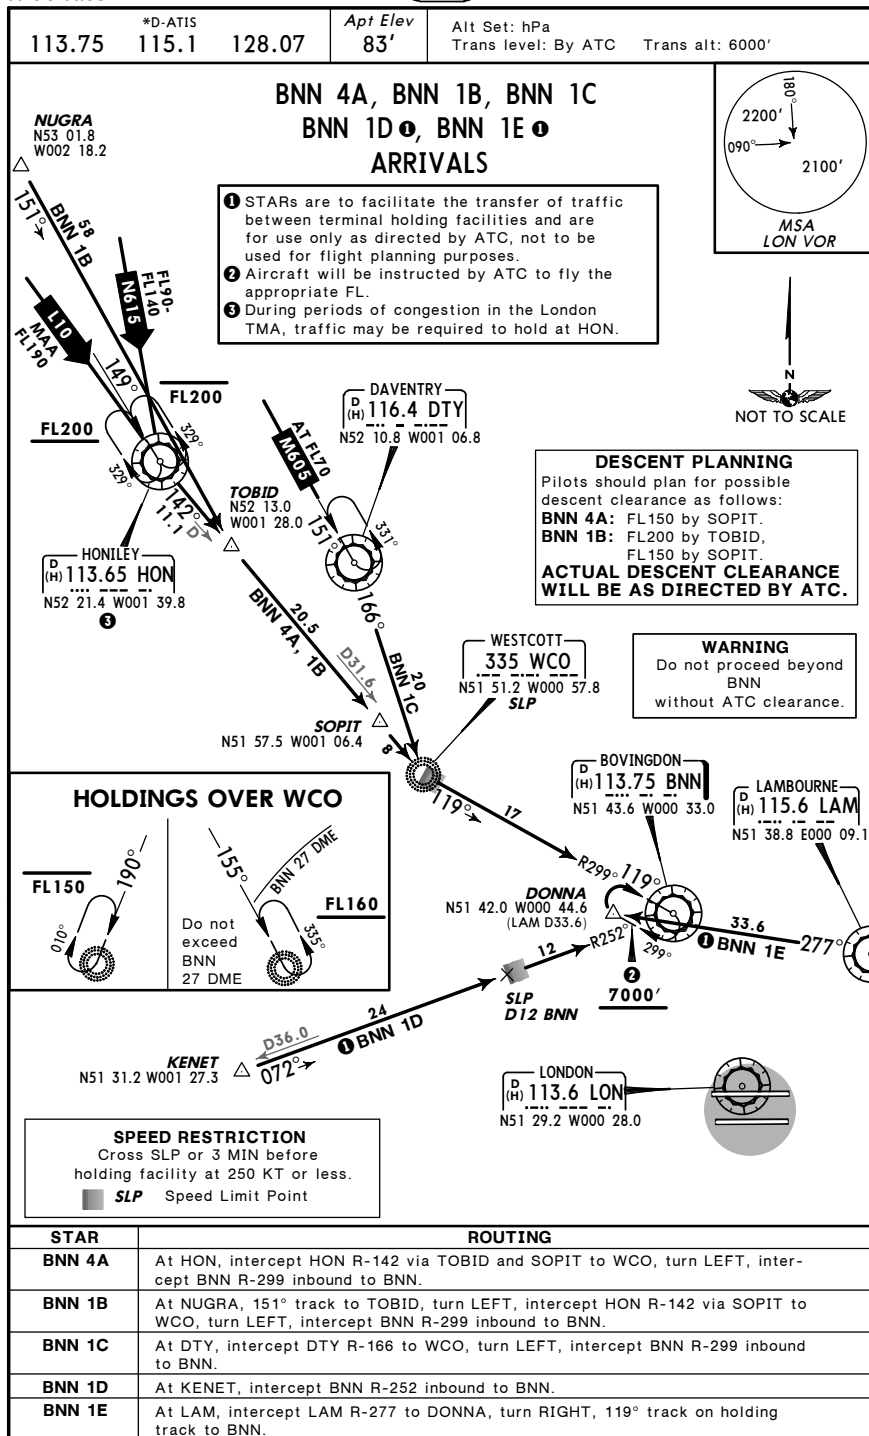 *D-ATIS
113.75 115.1 128.07
Apt Elev
83'
Alt Set: hPa
Trans level: By ATC Trans alt: 6000'
BNN 4A, BNN 1B, BNN 1C
BNN 1D ❶, BNN 1E ❶
ARRIVALS
❶ STARs are to facilitate the transfer of traffic
between terminal holding facilities and are
for use only as directed by ATC, not to be
used for flight planning purposes.
❷ Aircraft will be instructed by ATC to fly the
appropriate FL.
❸ During periods of congestion in the London
TMA, traffic may be required to hold at HON.
180°
2200'
090°
2100'
MSA
LON VOR
N
NOT TO SCALE
NUGRA
N53 01.8
W002 18.2
151°
58
BNN 1B
FL90-
FL140
N615
L10
MAA
FL190
149°
FL200
FL200
329°
329°
142°
11.1
D
HONILEY
D
(H) 113.65 HON
N52 21.4 W001 39.8
❸
TOBID
N52 13.0
W001 28.0
AT FL70
M605
151°
331°
DAVENTRY
D
(H) 116.4 DTY
N52 10.8 W001 06.8
166°
20
BNN 1C
20.5
BNN 4A, 1B
D31.6
SOPIT
N51 57.5 W001 06.4
8
DESCENT PLANNING
Pilots should plan for possible
descent clearance as follows:
BNN 4A: FL150 by SOPIT.
BNN 1B: FL200 by TOBID,
FL150 by SOPIT.
ACTUAL DESCENT CLEARANCE
WILL BE AS DIRECTED BY ATC.
WESTCOTT
335 WCO
N51 51.2 W000 57.8
SLP
WARNING
Do not proceed beyond
BNN
without ATC clearance.
119°
17
R299°
119°
BOVINGDON
D
(H) 113.75 BNN
N51 43.6 W000 33.0
LAMBOURNE
D
(H) 115.6 LAM
N51 38.8 E000 09.1
HOLDINGS OVER WCO
FL150
190°
010°
155°
BNN 27 DME
FL160
335°
Do not
exceed
BNN
27 DME
DONNA
N51 42.0 W000 44.6
(LAM D33.6)
R252°
299°
33.6
❶BNN 1E
277°
❷
7000'
12
SLP
D12 BNN
24
❶BNN 1D
D36.0
072°
KENET
N51 31.2 W001 27.3
LONDON
D
(H) 113.6 LON
N51 29.2 W000 28.0
SPEED RESTRICTION
Cross SLP or 3 MIN before
holding facility at 250 KT or less.
SLP Speed Limit Point
STAR ROUTING
BNN 4A At HON, intercept HON R-142 via TOBID and SOPIT to WCO, turn LEFT, inter-
cept BNN R-299 inbound to BNN.
BNN 1B At NUGRA, 151° track to TOBID, turn LEFT, intercept HON R-142 via SOPIT to
WCO, turn LEFT, intercept BNN R-299 inbound to BNN.
BNN 1C At DTY, intercept DTY R-166 to WCO, turn LEFT, intercept BNN R-299 inbound
to BNN.
BNN 1D At KENET, intercept BNN R-252 inbound to BNN.
BNN 1E At LAM, intercept LAM R-277 to DONNA, turn RIGHT, 119° track on holding
track to BNN.